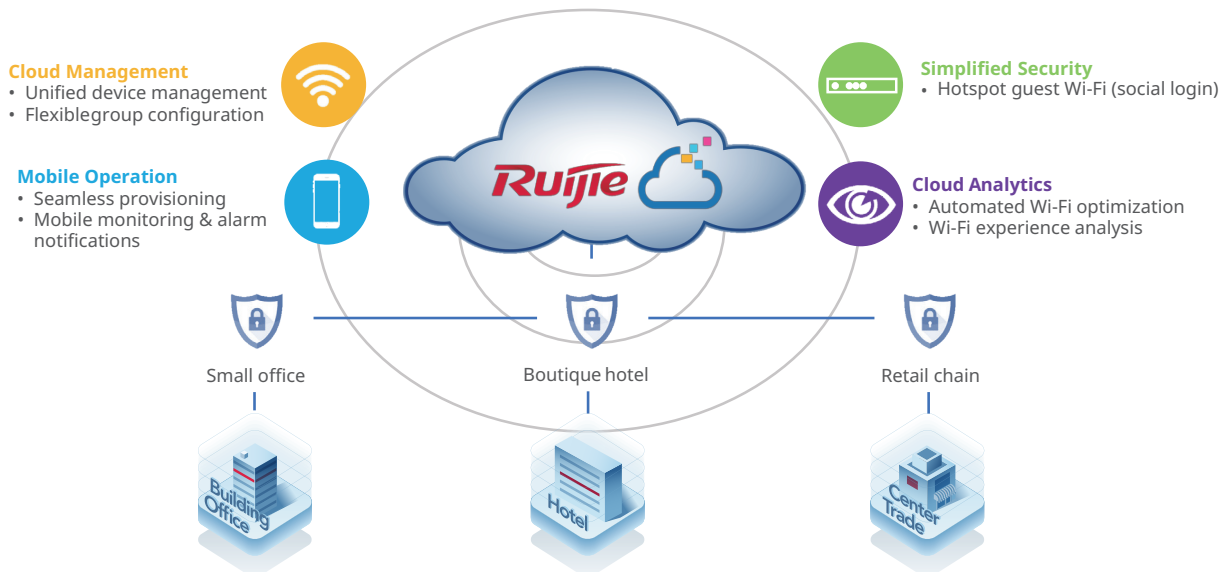 Cloud Management
• Unified device management
• Flexiblegroup configuration
Mobile Operation
• Seamless provisioning
• Mobile monitoring & alarm
notifications
Ruijie
Simplified Security
• Hotspot guest Wi-Fi (social login)
Cloud Analytics
• Automated Wi-Fi optimization
• Wi-Fi experience analysis
Small office
Boutique hotel
Retail chain
Building
Office
Hotel
Center
Trade